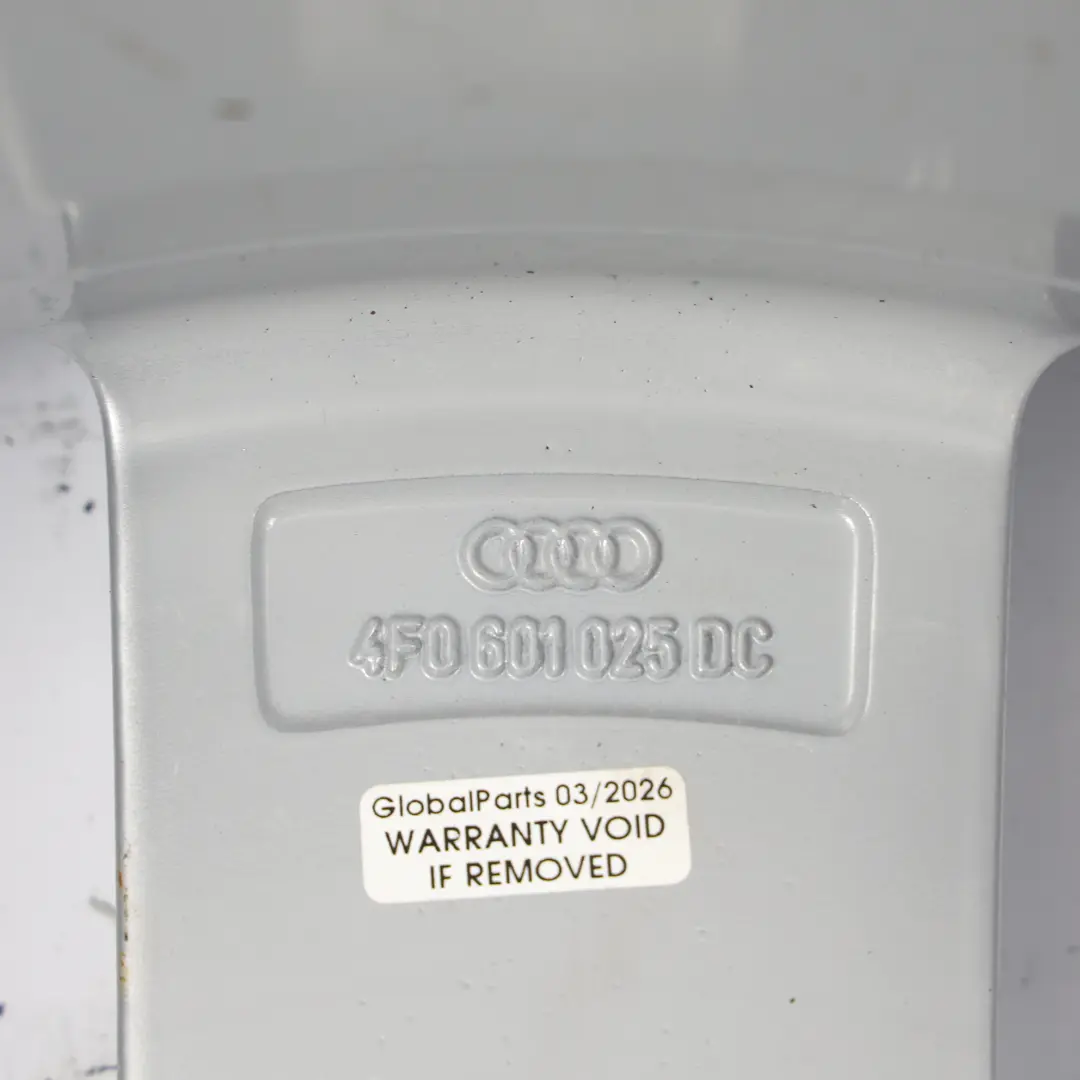 4F0 601 025 DC
GlobalParts 03/2026
WARRANTY VOID
IF REMOVED